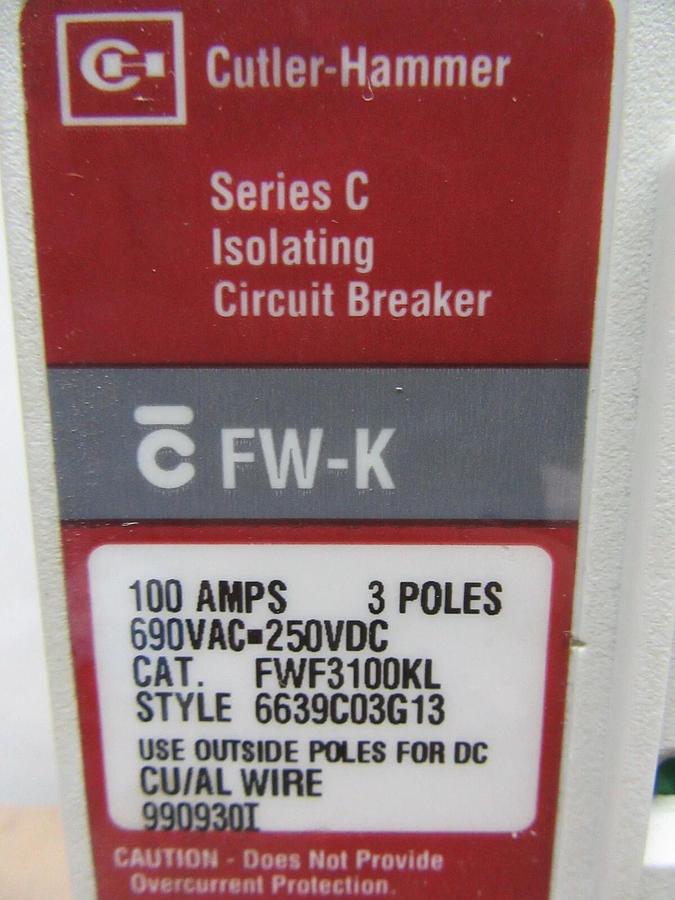 CH Cutler-Hammer
Series C
Isolating
Circuit Breaker
C̅ FW-K
100 AMPS 3 POLES
690VAC▪250VDC
CAT. FWF3100KL
STYLE 6639C03G13
USE OUTSIDE POLES FOR DC
CU/AL WIRE
990930I
CAUTION - Does Not Provide
Overcurrent Protection.